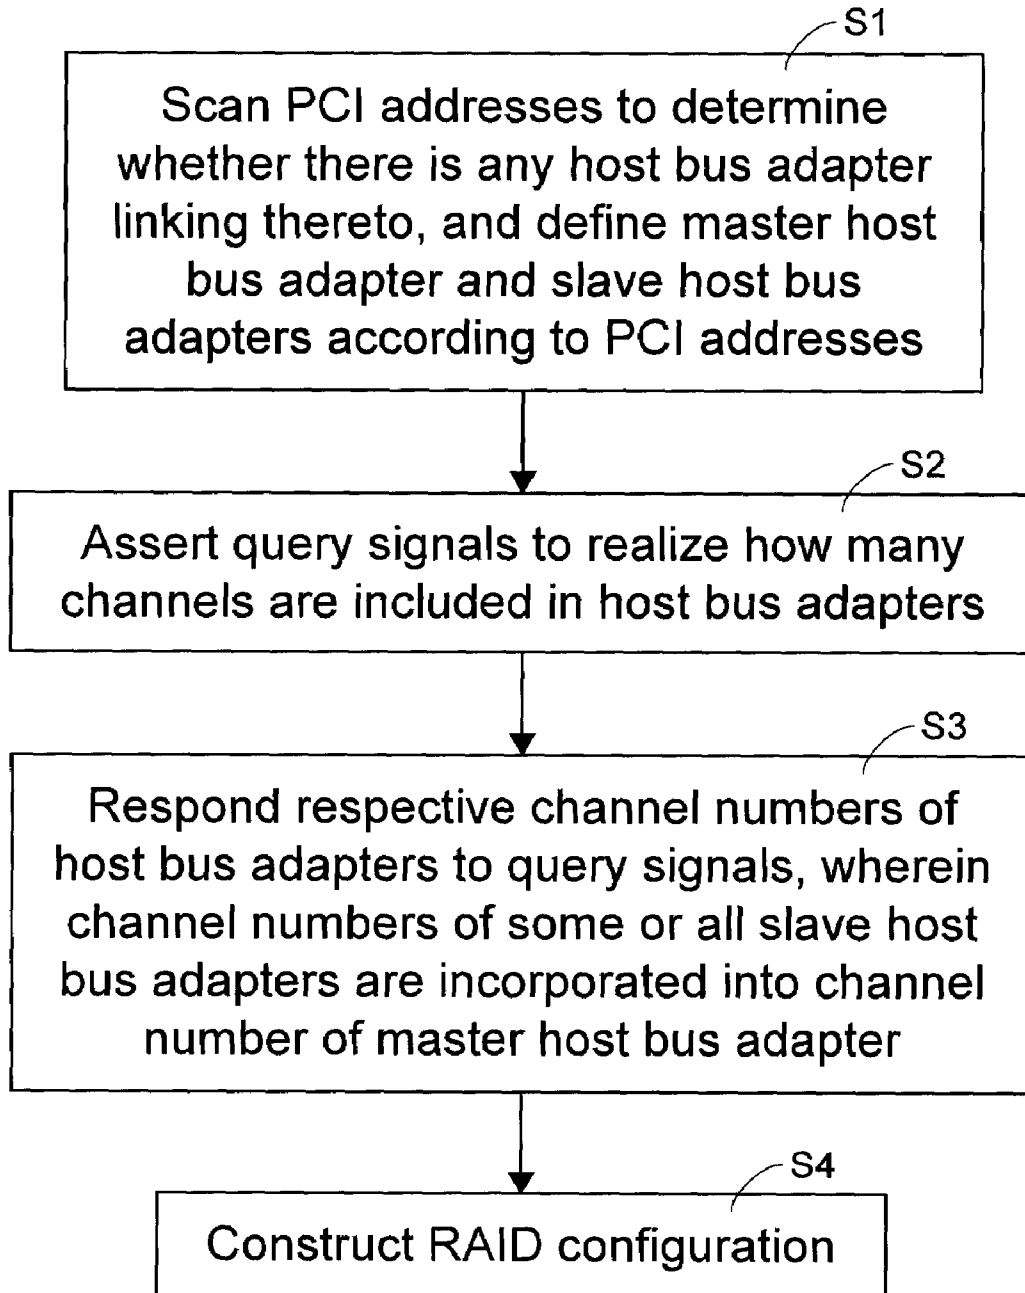 S1
Scan PCI addresses to determine
whether there is any host bus adapter
linking thereto, and define master host
bus adapter and slave host bus
adapters according to PCI addresses
S2
Assert query signals to realize how many
channels are included in host bus adapters
S3
Respond respective channel numbers of
host bus adapters to query signals, wherein
channel numbers of some or all slave host
bus adapters are incorporated into channel
number of master host bus adapter
S4
Construct RAID configuration